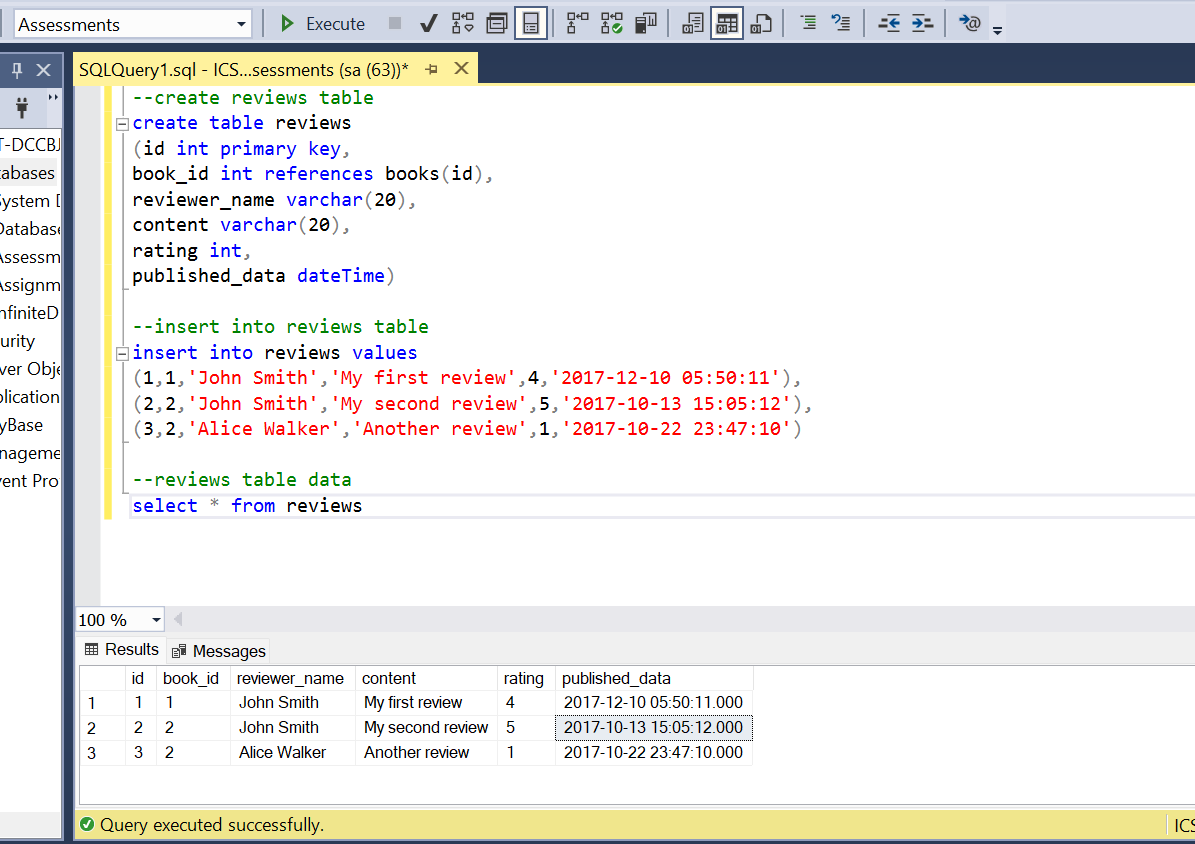 Assessments
Execute
SQLQuery1.sql - ICS...sessments (sa (63))*
--create reviews table
create table reviews
(id int primary key,
book_id int references books(id),
reviewer_name varchar(20),
content varchar(20),
rating int,
published_data dateTime)
--insert into reviews table
insert into reviews values
(1,1,'John Smith','My first review',4,'2017-12-10 05:50:11'),
(2,2,'John Smith','My second review',5,'2017-10-13 15:05:12'),
(3,2,'Alice Walker','Another review',1,'2017-10-22 23:47:10')
--reviews table data
select * from reviews
T-DCCBJ
tabases
System D
Database
Assessm
Assignm
nfiniteD
urity
ver Obje
plication
yBase
nageme
vent Pro
100 %
Results Messages
id book_id reviewer_name content rating published_data
1 1 1 John Smith My first review 4 2017-12-10 05:50:11.000
2 2 2 John Smith My second review 5 2017-10-13 15:05:12.000
3 3 2 Alice Walker Another review 1 2017-10-22 23:47:10.000
Query executed successfully.
ICS